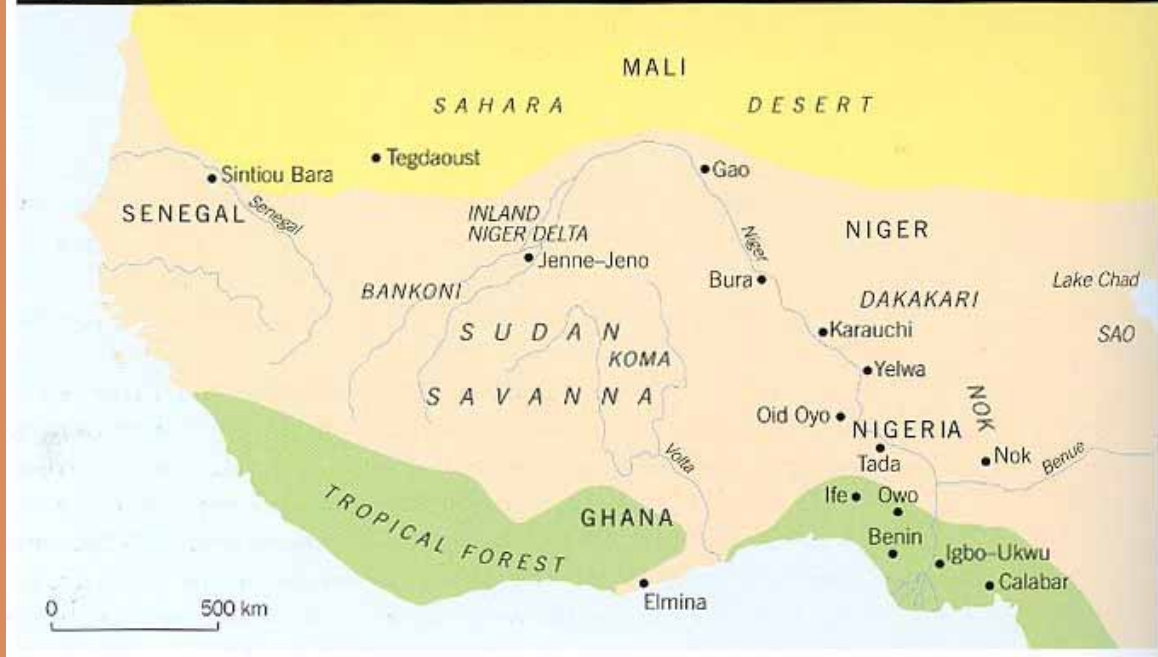 MALI
SAHARA DESERT
Tegdaoust
Sintiou Bara
Gao
SENEGAL
Senegal
INLAND
NIGER DELTA
NIGER
Niger
Jenne–Jeno
Bura
Lake Chad
BANKONI
DAKAKARI
SUDAN
Karauchi
SAO
KOMA
Yelwa
SAVANNA
NOK
Oid Oyo
NIGERIA
Volta
Tada
Nok
Benue
TROPICAL FOREST
Ife
Owo
GHANA
Benin
Igbo–Ukwu
Calabar
Elmina
0 500 km